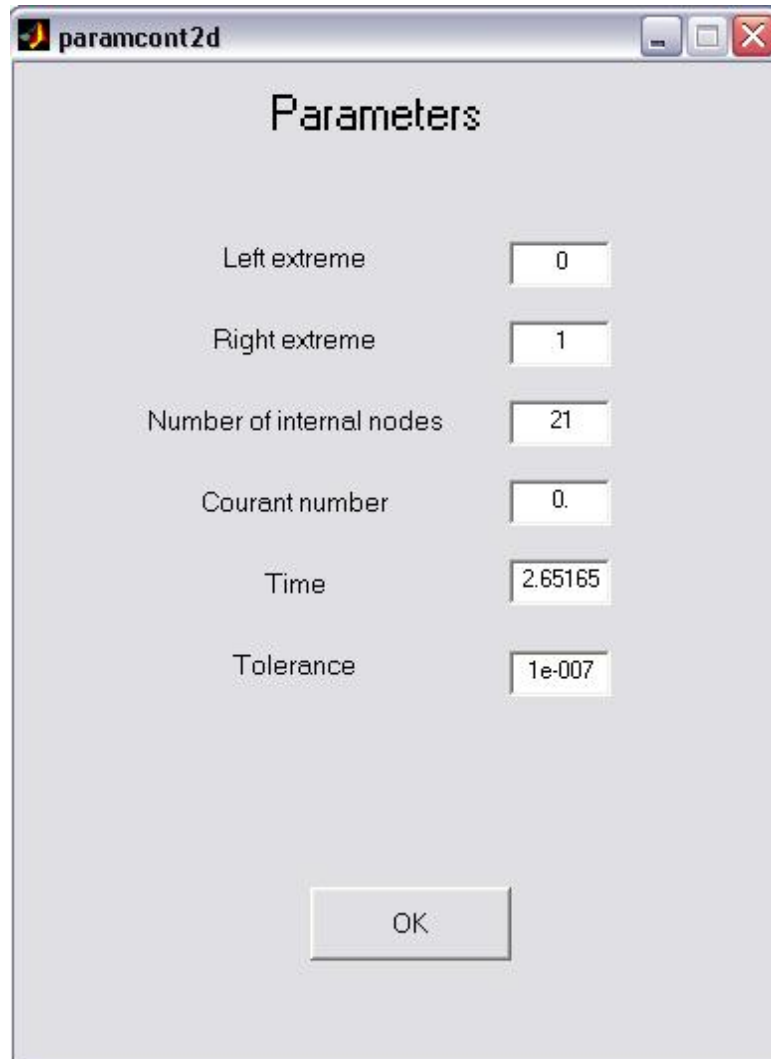 paramcont2d
Parameters
Left extreme 0
Right extreme 1
Number of internal nodes 21
Courant number 0.
Time 2.65165
Tolerance 1e-007
OK